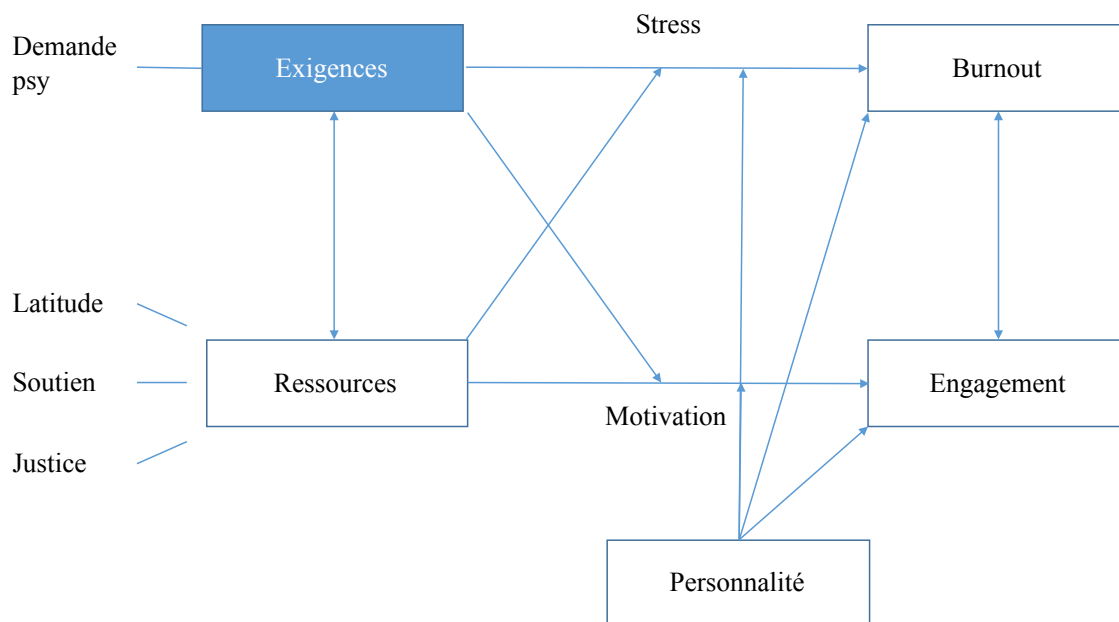 Stress
Demande
psy
Exigences
Burnout
Latitude
Soutien
Ressources
Engagement
Motivation
Justice
Personnalité